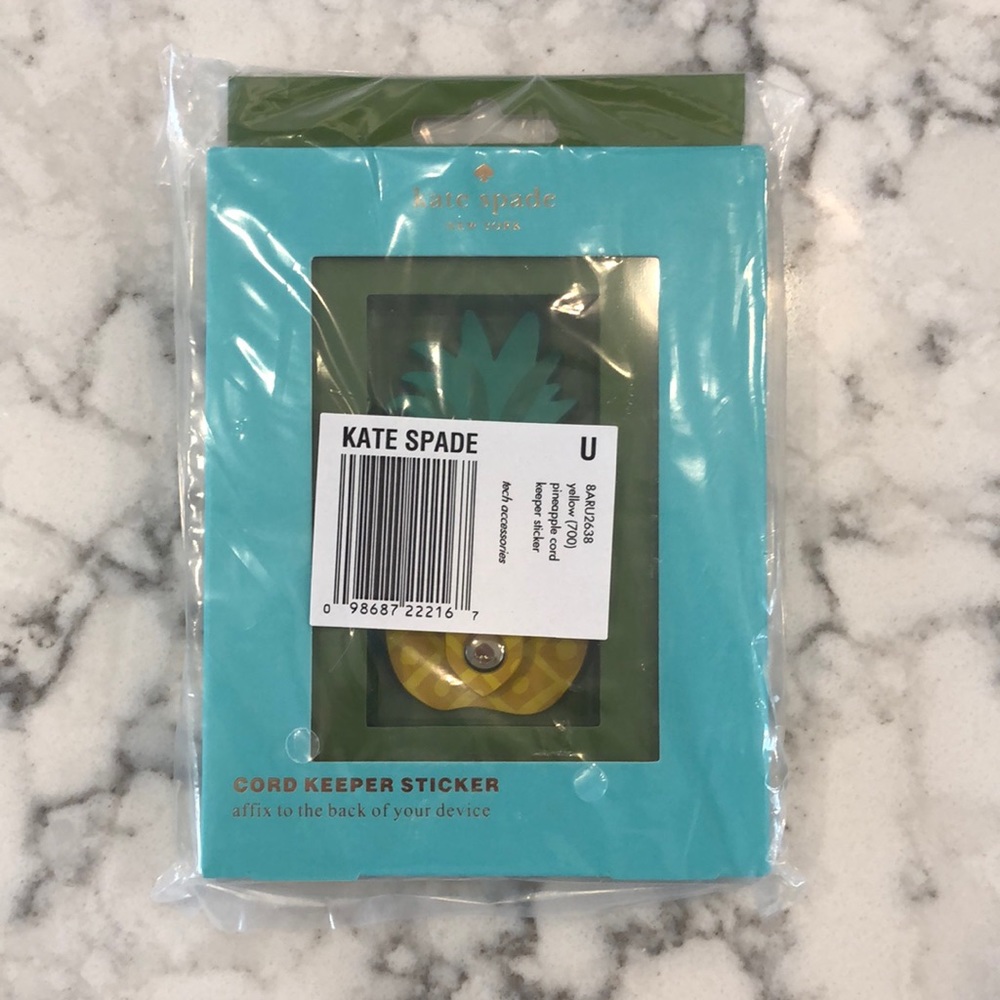 kate spade
NEW YORK
KATE SPADE
U
8ARU2638
yellow (700)
pineapple cord
keeper sticker
tech accessories
0 98687 22216 7
CORD KEEPER STICKER
affix to the back of your device